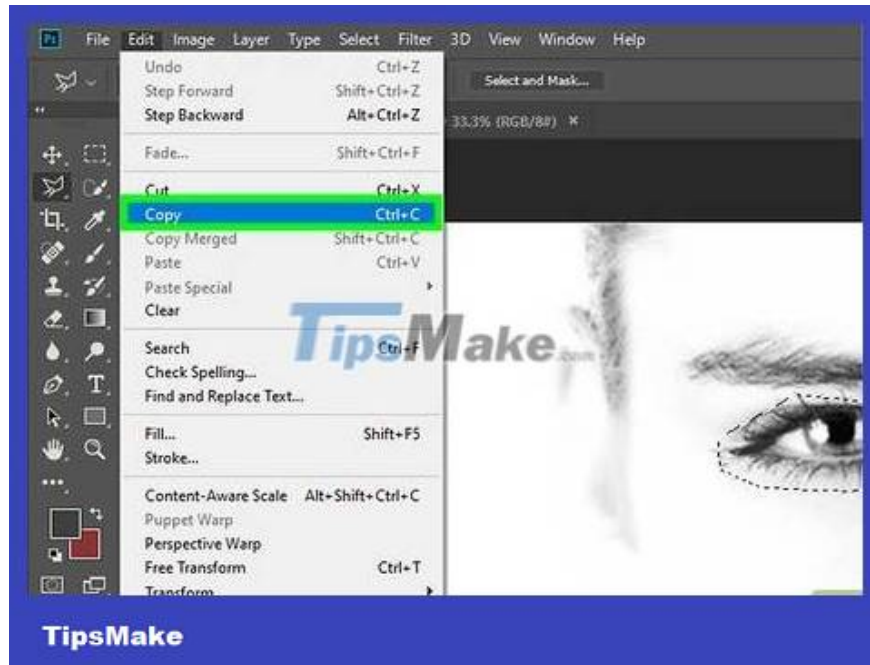 Ps File Edit Image Layer Type Select Filter 3D View Window Help
Select and Mask...
33.3% (RGB/8#) ×
Undo Ctrl+Z
Step Forward Shift+Ctrl+Z
Step Backward Alt+Ctrl+Z
Fade... Shift+Ctrl+F
Cut Ctrl+X
Copy Ctrl+C
Copy Merged Shift+Ctrl+C
Paste Ctrl+V
Paste Special
Clear
TipsMake.com
Search Ctrl+F
Check Spelling...
Find and Replace Text...
Fill... Shift+F5
Stroke...
Content-Aware Scale Alt+Shift+Ctrl+C
Puppet Warp
Perspective Warp
Free Transform Ctrl+T
Transform
TipsMake